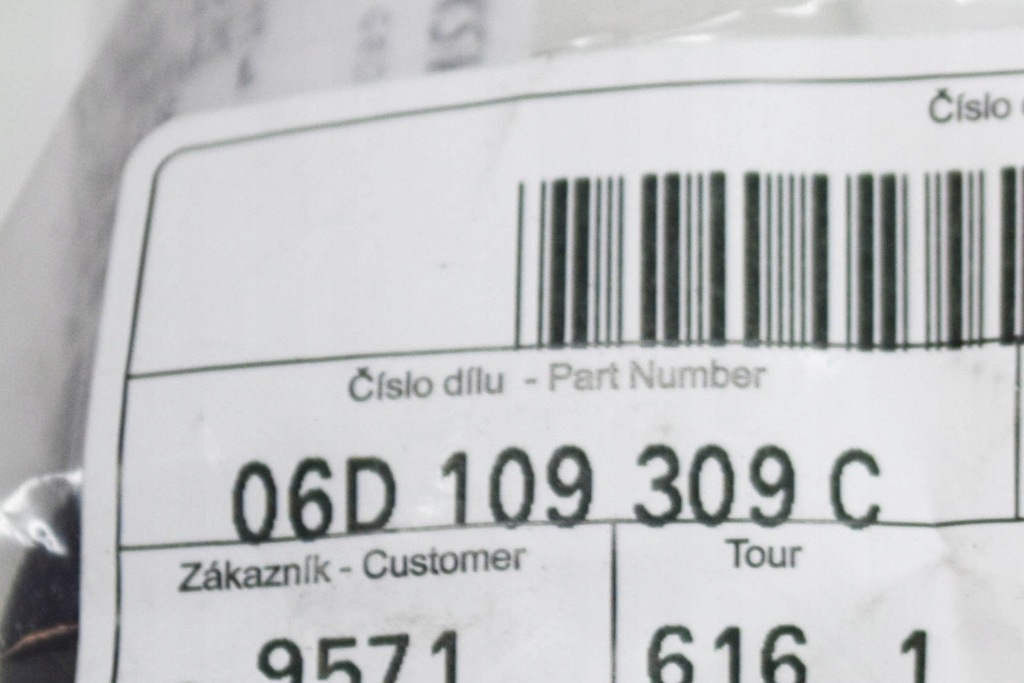 Číslo
Číslo dílu - Part Number
06D 109 309 C
Zákazník - Customer
Tour
9571
616 1